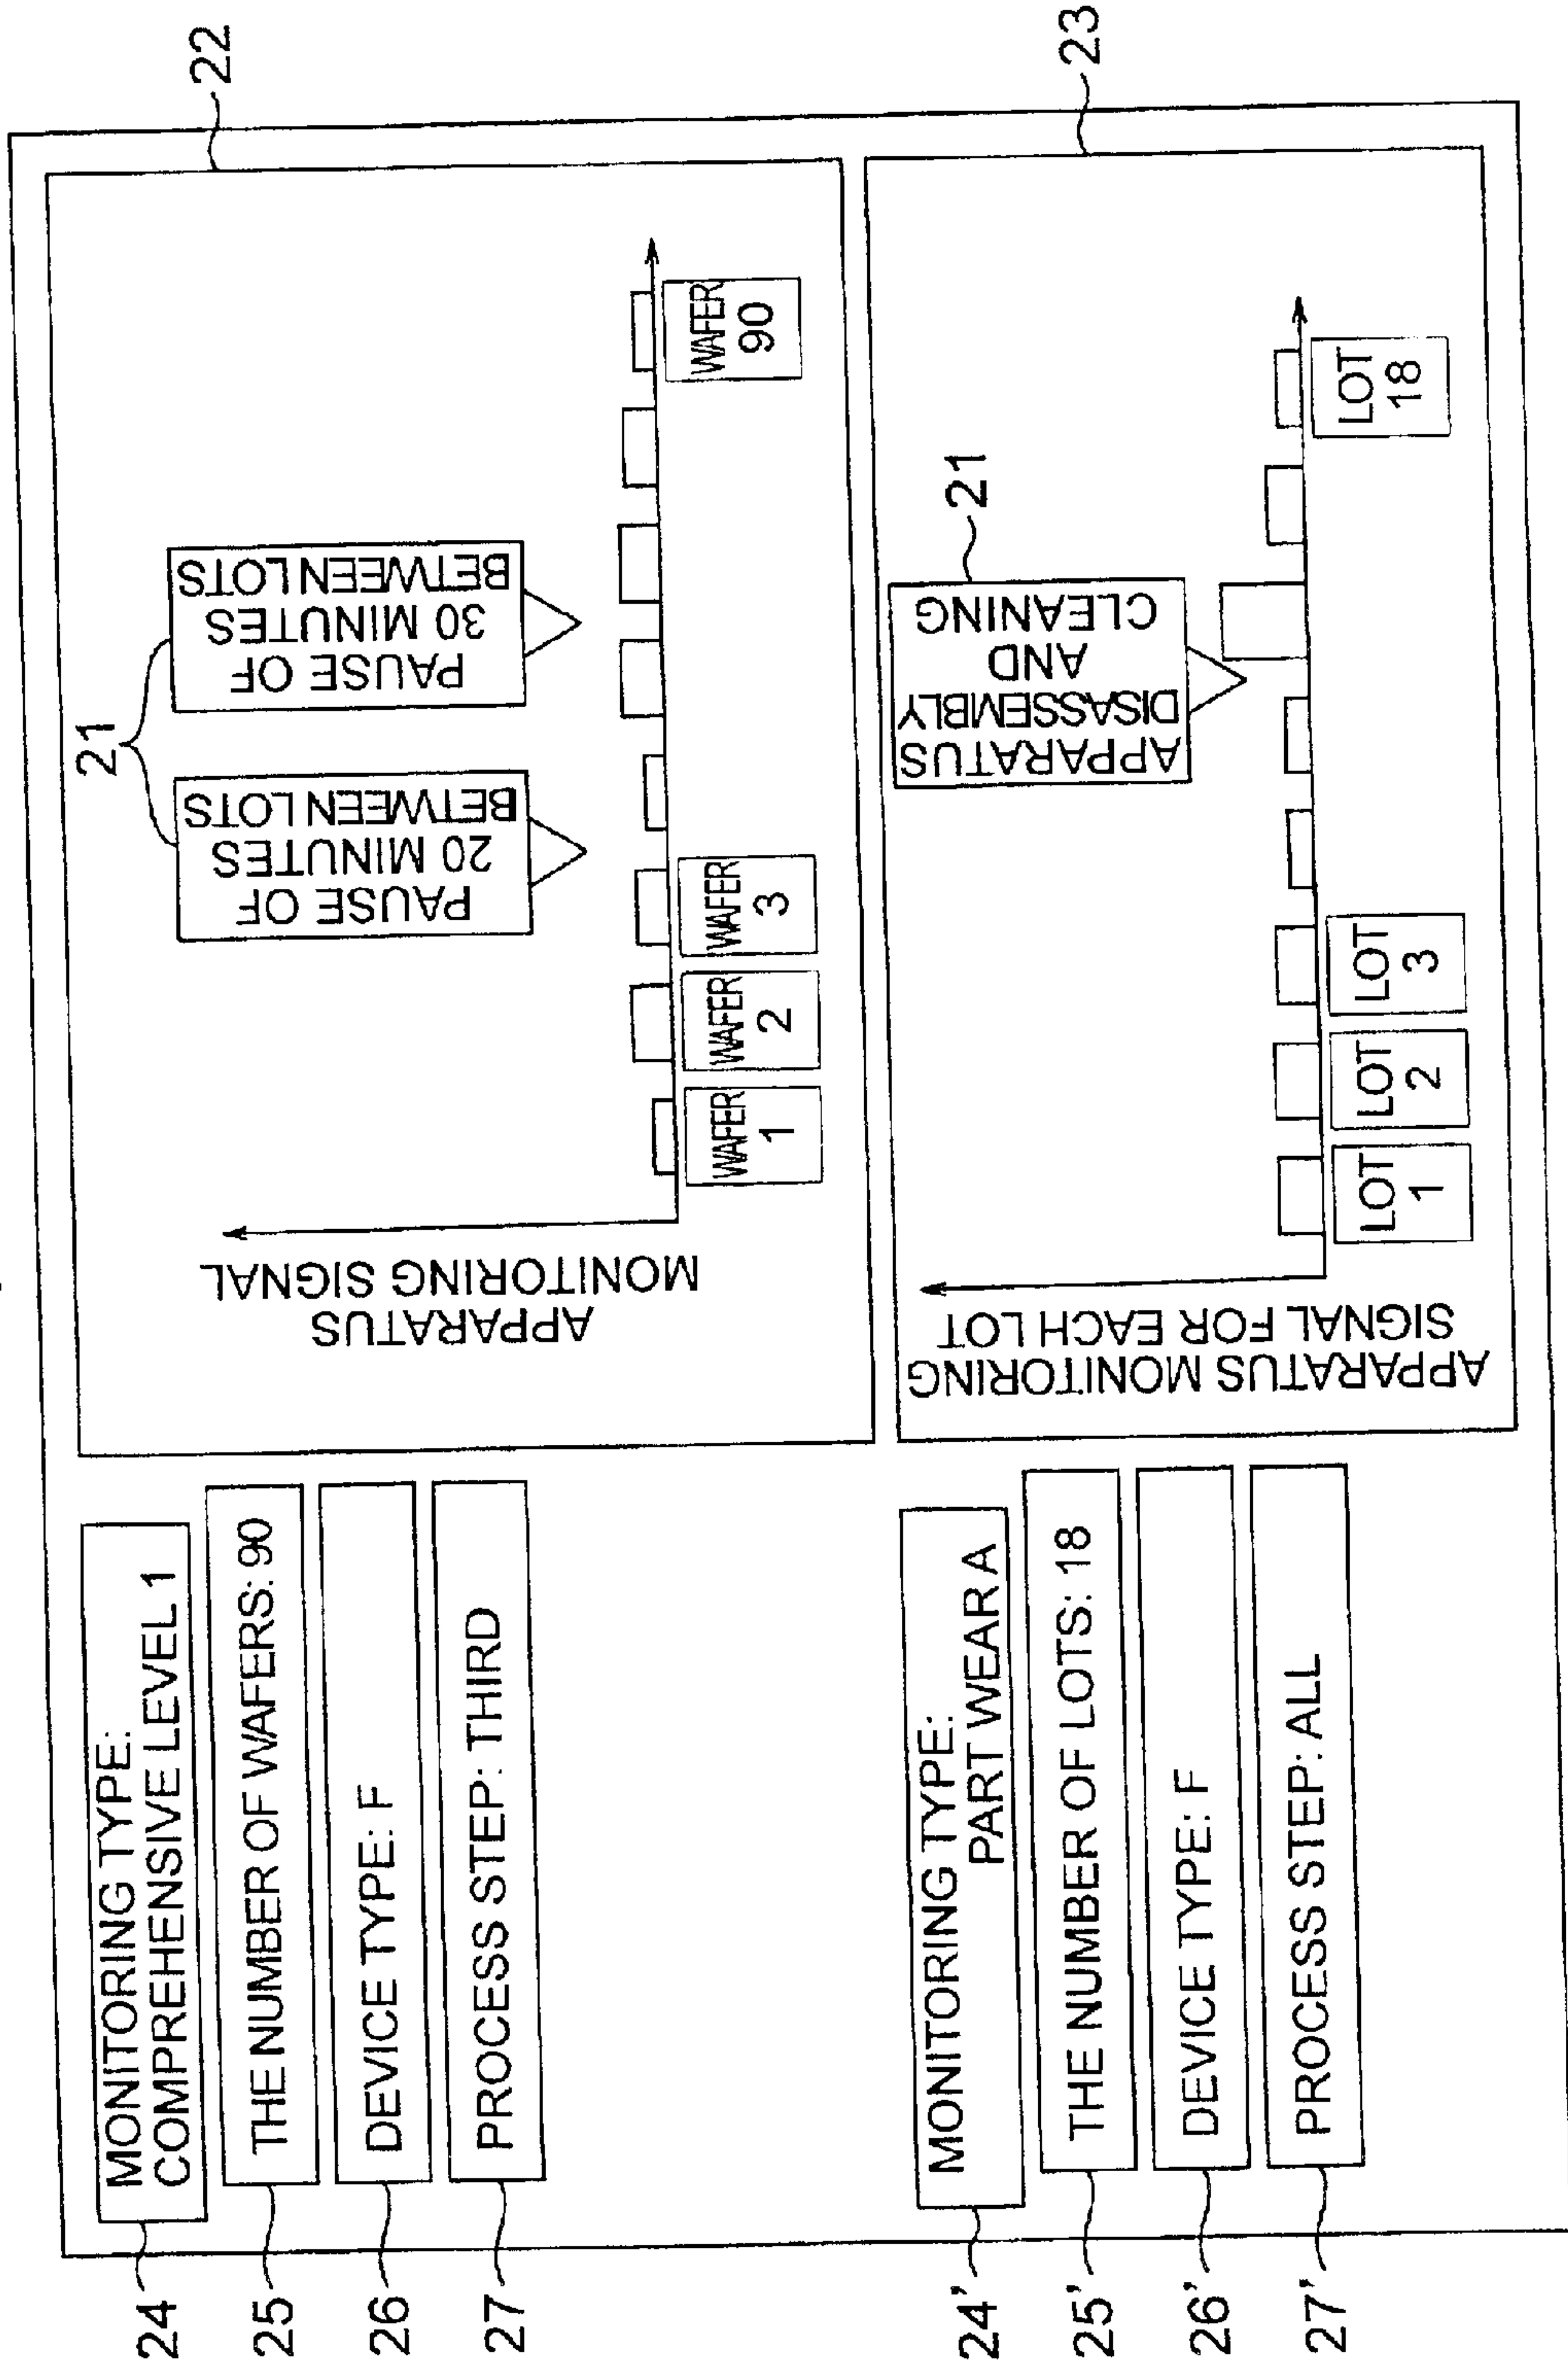 22
21
PAUSE OF
20 MINUTES
BETWEEN LOTS
PAUSE OF
30 MINUTES
BETWEEN LOTS
APPARATUS
MONITORING SIGNAL
WAFER
1
WAFER
2
WAFER
3
WAFER
90
24
MONITORING TYPE:
COMPREHENSIVE LEVEL 1
25
THE NUMBER OF WAFERS: 90
26
DEVICE TYPE: F
27
PROCESS STEP: THIRD
23
21
APPARATUS
DISASSEMBLY
AND
CLEANING
APPARATUS MONITORING
SIGNAL FOR EACH LOT
LOT
1
LOT
2
LOT
3
LOT
18
24'
MONITORING TYPE:
PART WEAR A
25'
THE NUMBER OF LOTS: 18
26'
DEVICE TYPE: F
27'
PROCESS STEP: ALL